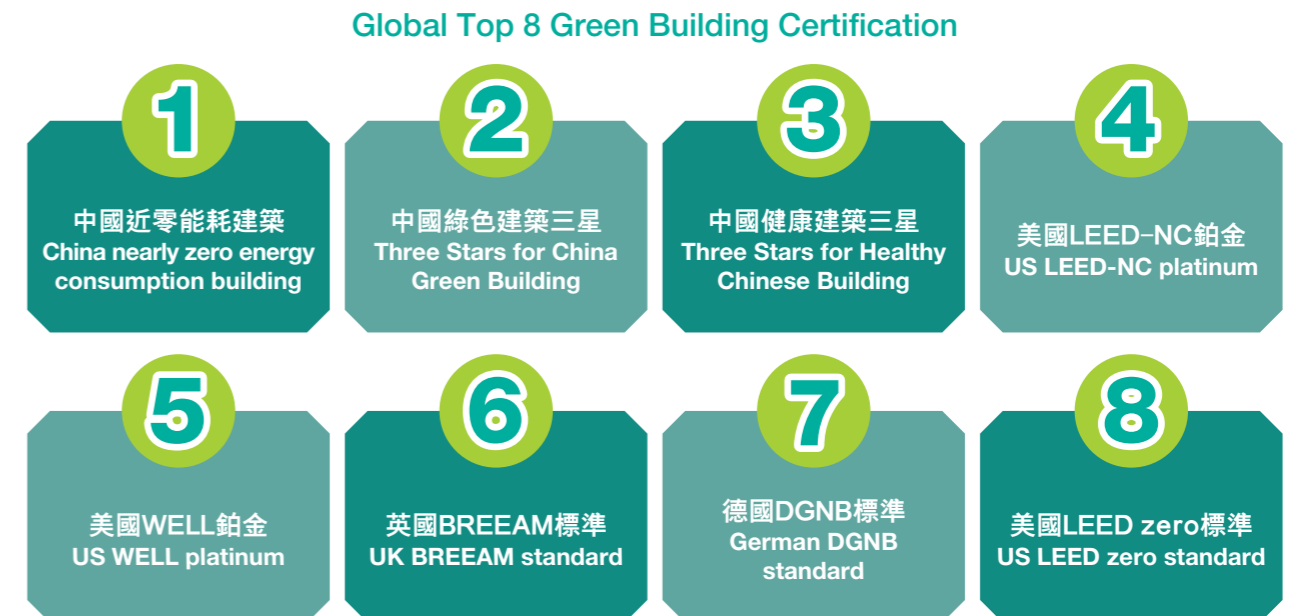 Global Top 8 Green Building Certification
1
中國近零能耗建築
China nearly zero energy
consumption building
2
中國綠色建築三星
Three Stars for China
Green Building
3
中國健康建築三星
Three Stars for Healthy
Chinese Building
4
美國LEED-NC鉑金
US LEED-NC platinum
5
美國WELL鉑金
US WELL platinum
6
英國BREEAM標準
UK BREEAM standard
7
德國DGNB標準
German DGNB
standard
8
美國LEED zero標準
US LEED zero standard